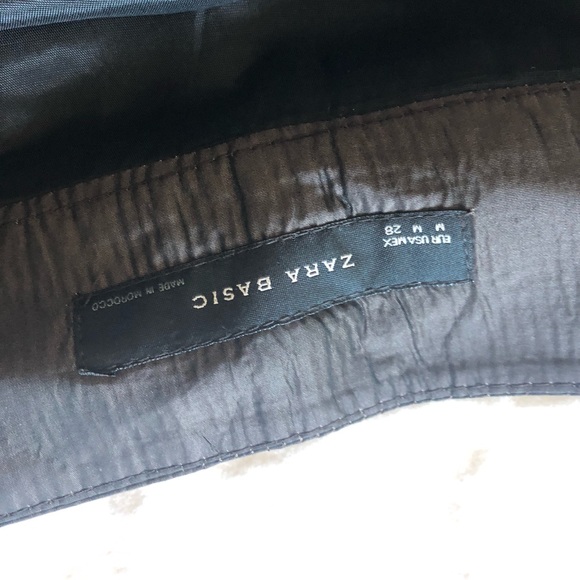 EUR USA MEX
M M 28
ZARA BASIC
MADE IN MOROCCO